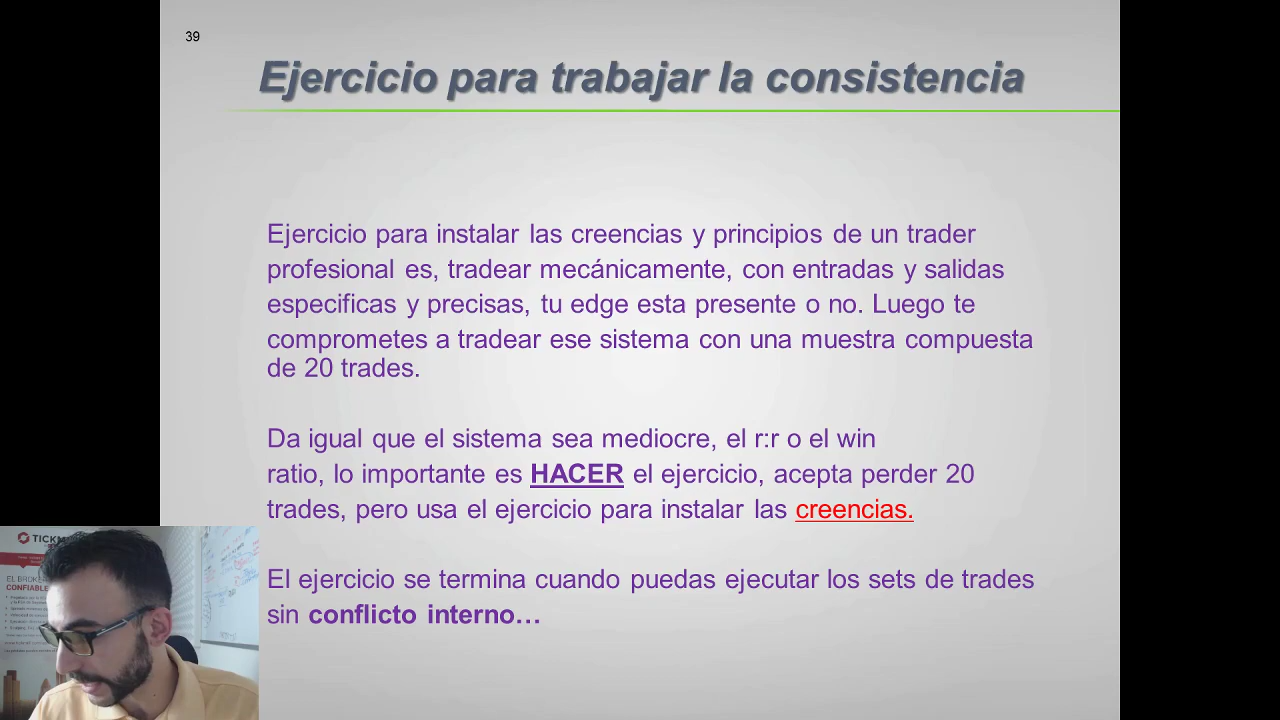 39
Ejercicio para trabajar la consistencia
Ejercicio para instalar las creencias y principios de un trader
profesional es, tradear mecánicamente, con entradas y salidas
especificas y precisas, tu edge esta presente o no. Luego te
comprometes a tradear ese sistema con una muestra compuesta
de 20 trades.
Da igual que el sistema sea mediocre, el r:r o el win
ratio, lo importante es HACER el ejercicio, acepta perder 20
trades, pero usa el ejercicio para instalar las creencias.
El ejercicio se termina cuando puedas ejecutar los sets de trades
sin conflicto interno…
TICKM
EL BROKE
CONFIABLE